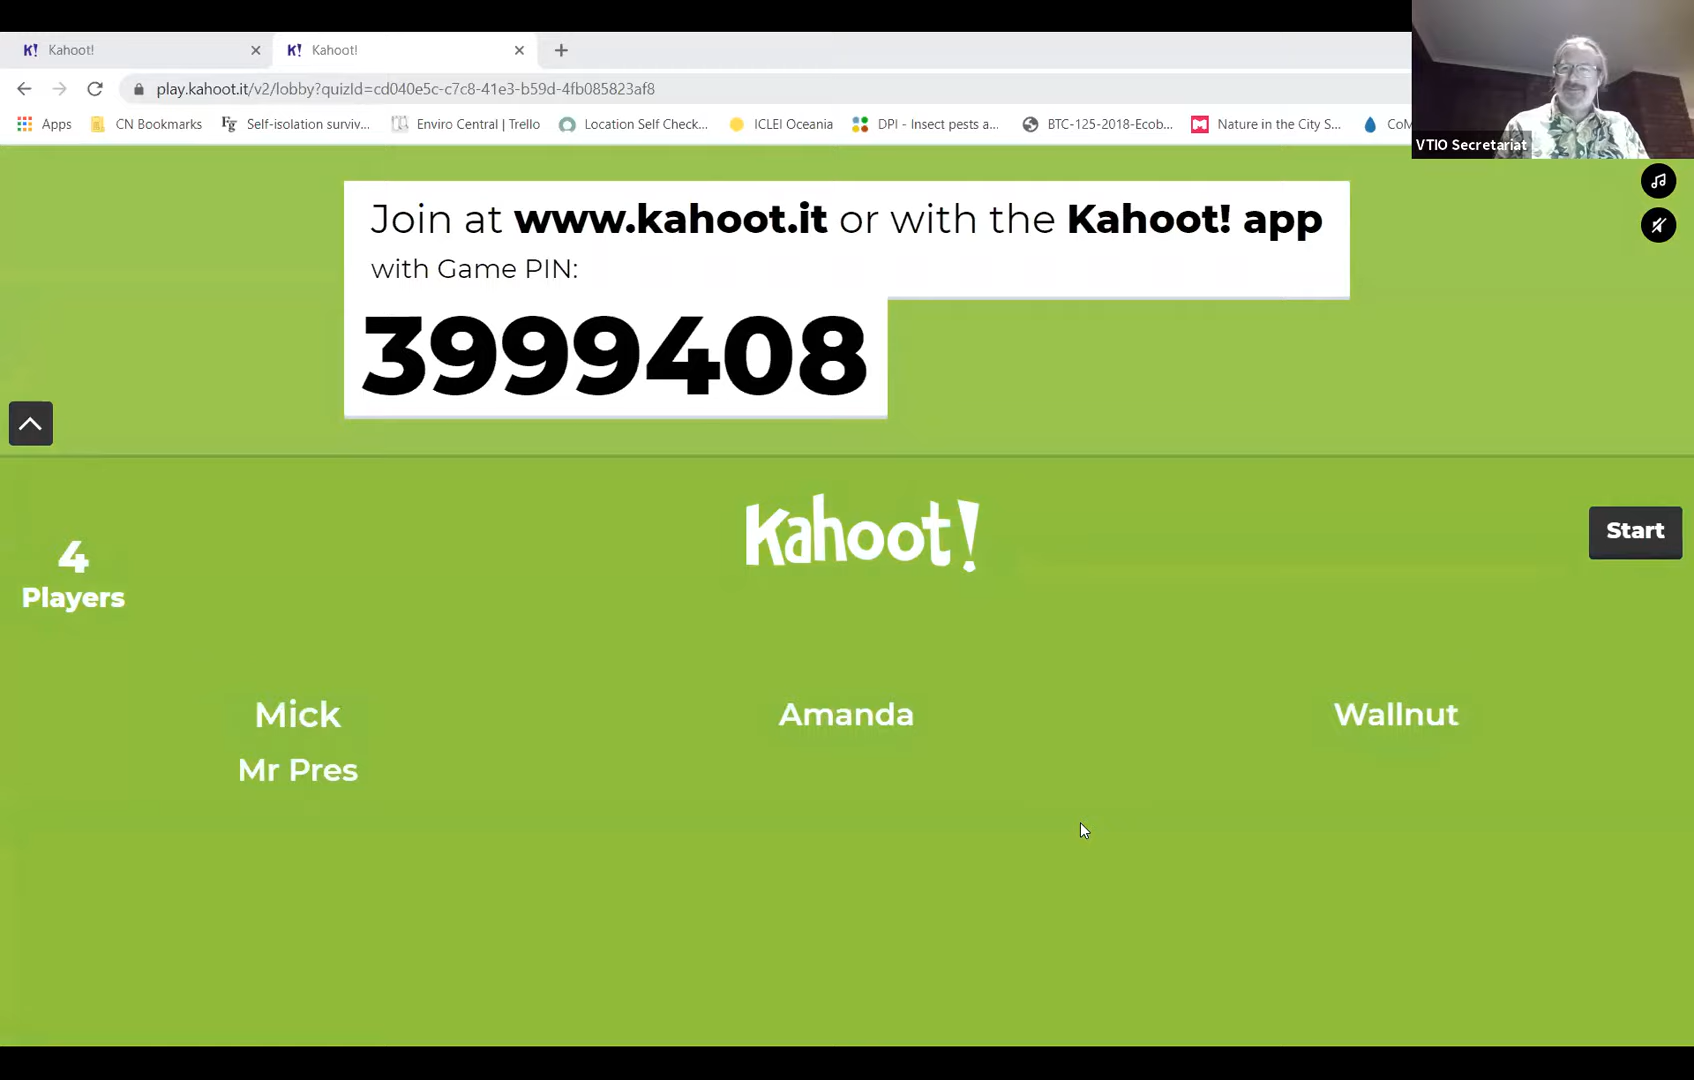 K! Kahoot!
K! Kahoot!
play.kahoot.it/v2/lobby?quizId=cd040e5c-c7c8-41e3-b59d-4fb085823af8
Apps CN Bookmarks Fg Self-isolation surviv... Enviro Central | Trello Location Self Check... ICLEI Oceania DPI - Insect pests a... BTC-125-2018-Ecob... Nature in the City S... CoM
VTIO Secretariat
Join at www.kahoot.it or with the Kahoot! app
with Game PIN:
3999408
Kahoot!
Start
4
Players
Mick Amanda Wallnut
Mr Pres